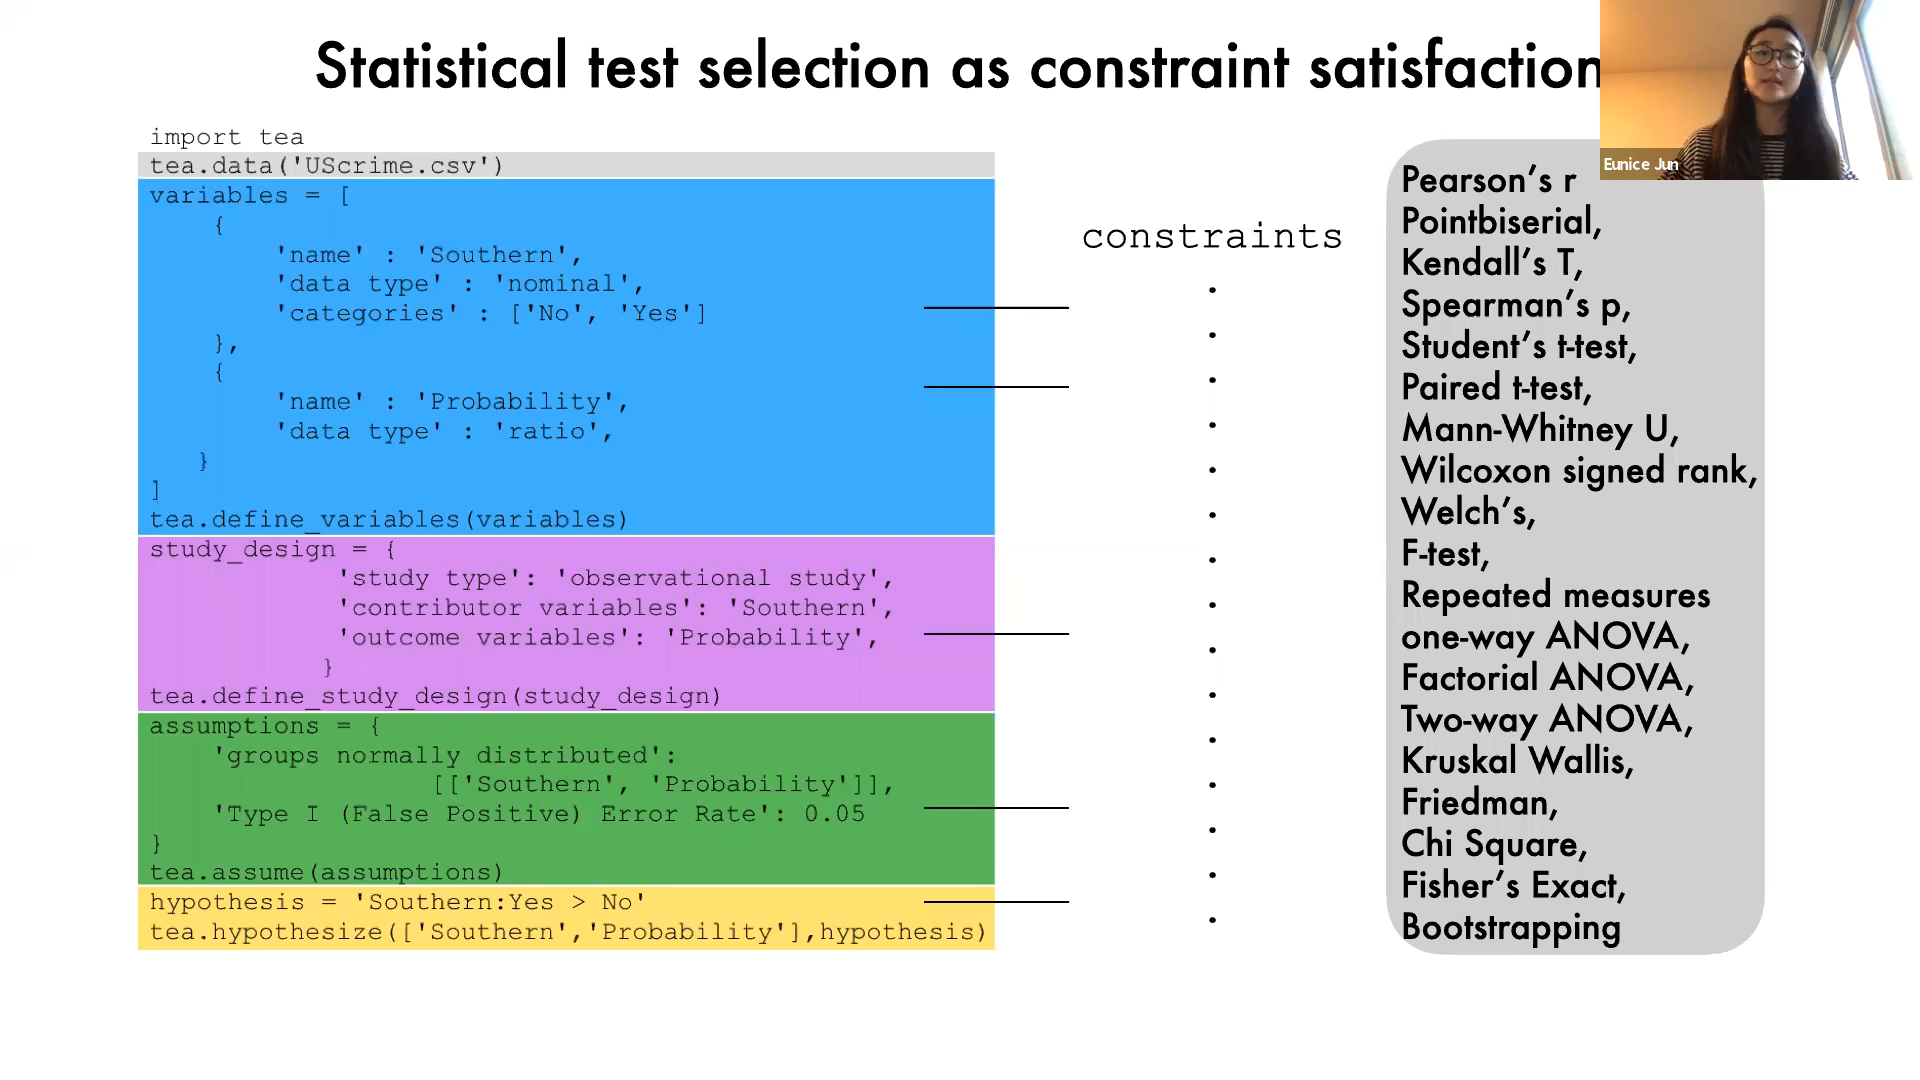 Statistical test selection as constraint satisfaction
import tea
tea.data('UScrime.csv')
variables = [
{
'name' : 'Southern',
'data type' : 'nominal',
'categories' : ['No', 'Yes']
},
{
'name' : 'Probability',
'data type' : 'ratio',
}
]
tea.define_variables(variables)
study_design = {
'study type': 'observational study',
'contributor variables': 'Southern',
'outcome variables': 'Probability',
}
tea.define_study_design(study_design)
assumptions = {
'groups normally distributed':
[['Southern', 'Probability']],
'Type I (False Positive) Error Rate': 0.05
}
tea.assume(assumptions)
hypothesis = 'Southern:Yes > No'
tea.hypothesize(['Southern','Probability'],hypothesis)
constraints
Eunice Jun
Pearson's r
Pointbiserial,
Kendall's T,
Spearman's p,
Student's t-test,
Paired t-test,
Mann-Whitney U,
Wilcoxon signed rank,
Welch's,
F-test,
Repeated measures
one-way ANOVA,
Factorial ANOVA,
Two-way ANOVA,
Kruskal Wallis,
Friedman,
Chi Square,
Fisher's Exact,
Bootstrapping